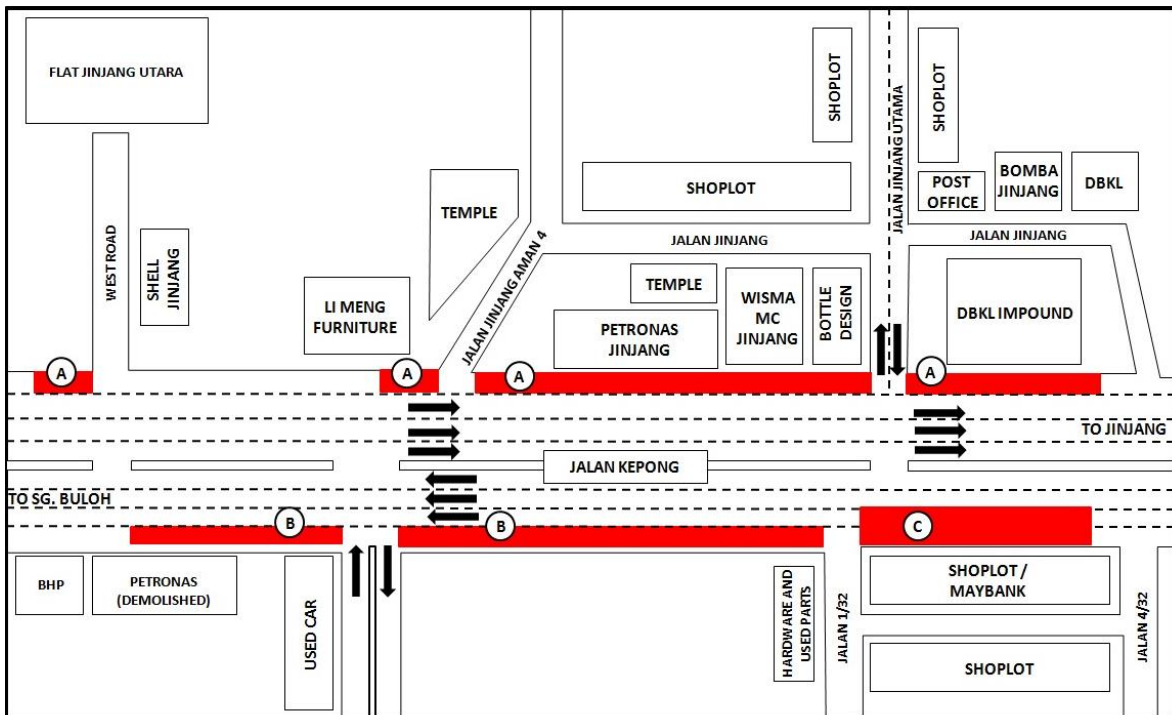 FLAT JINJANG UTARA
WEST ROAD
SHELL
JINJANG
LI MENG
FURNITURE
TEMPLE
JALAN JINJANG AMAN 4
SHOPLOT
SHOPLOT
JALAN JINJANG
TEMPLE
PETRONAS
JINJANG
WISMA
MC
JINJANG
BOTTLE
DESIGN
JALAN JINJANG UTAMA
SHOPLOT
POST
OFFICE
BOMBA
JINJANG
DBKL
JALAN JINJANG
DBKL IMPOUND
A
A
A
A
TO JINJANG
JALAN KEPONG
TO SG. BULOH
B
B
C
BHP
PETRONAS
(DEMOLISHED)
USED CAR
HARDWARE AND
USED PARTS
JALAN 1/32
SHOPLOT /
MAYBANK
SHOPLOT
JALAN 4/32